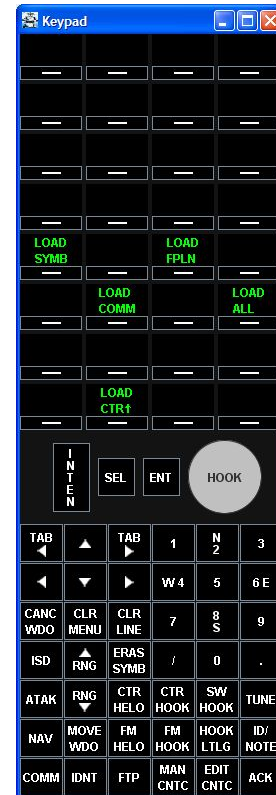 Keypad
LOAD LOAD
SYMB FPLN
LOAD LOAD
COMM ALL
LOAD
CTR↑
INTEN SEL ENT HOOK
TAB TAB 1 N 3
2
W 4 5 6 E
CANC CLR CLR 7 8 9
WDO MENU LINE S
ISD RNG ERAS / 0 .
SYMB
ATAK RNG CTR CTR SW TUNE
HELO HOOK HOOK
NAV MOVE FM FM HOOK ID/
WDO HELO HOOK LTLG NOTE
COMM IDNT FTP MAN EDIT ACK
CNTC CNTC